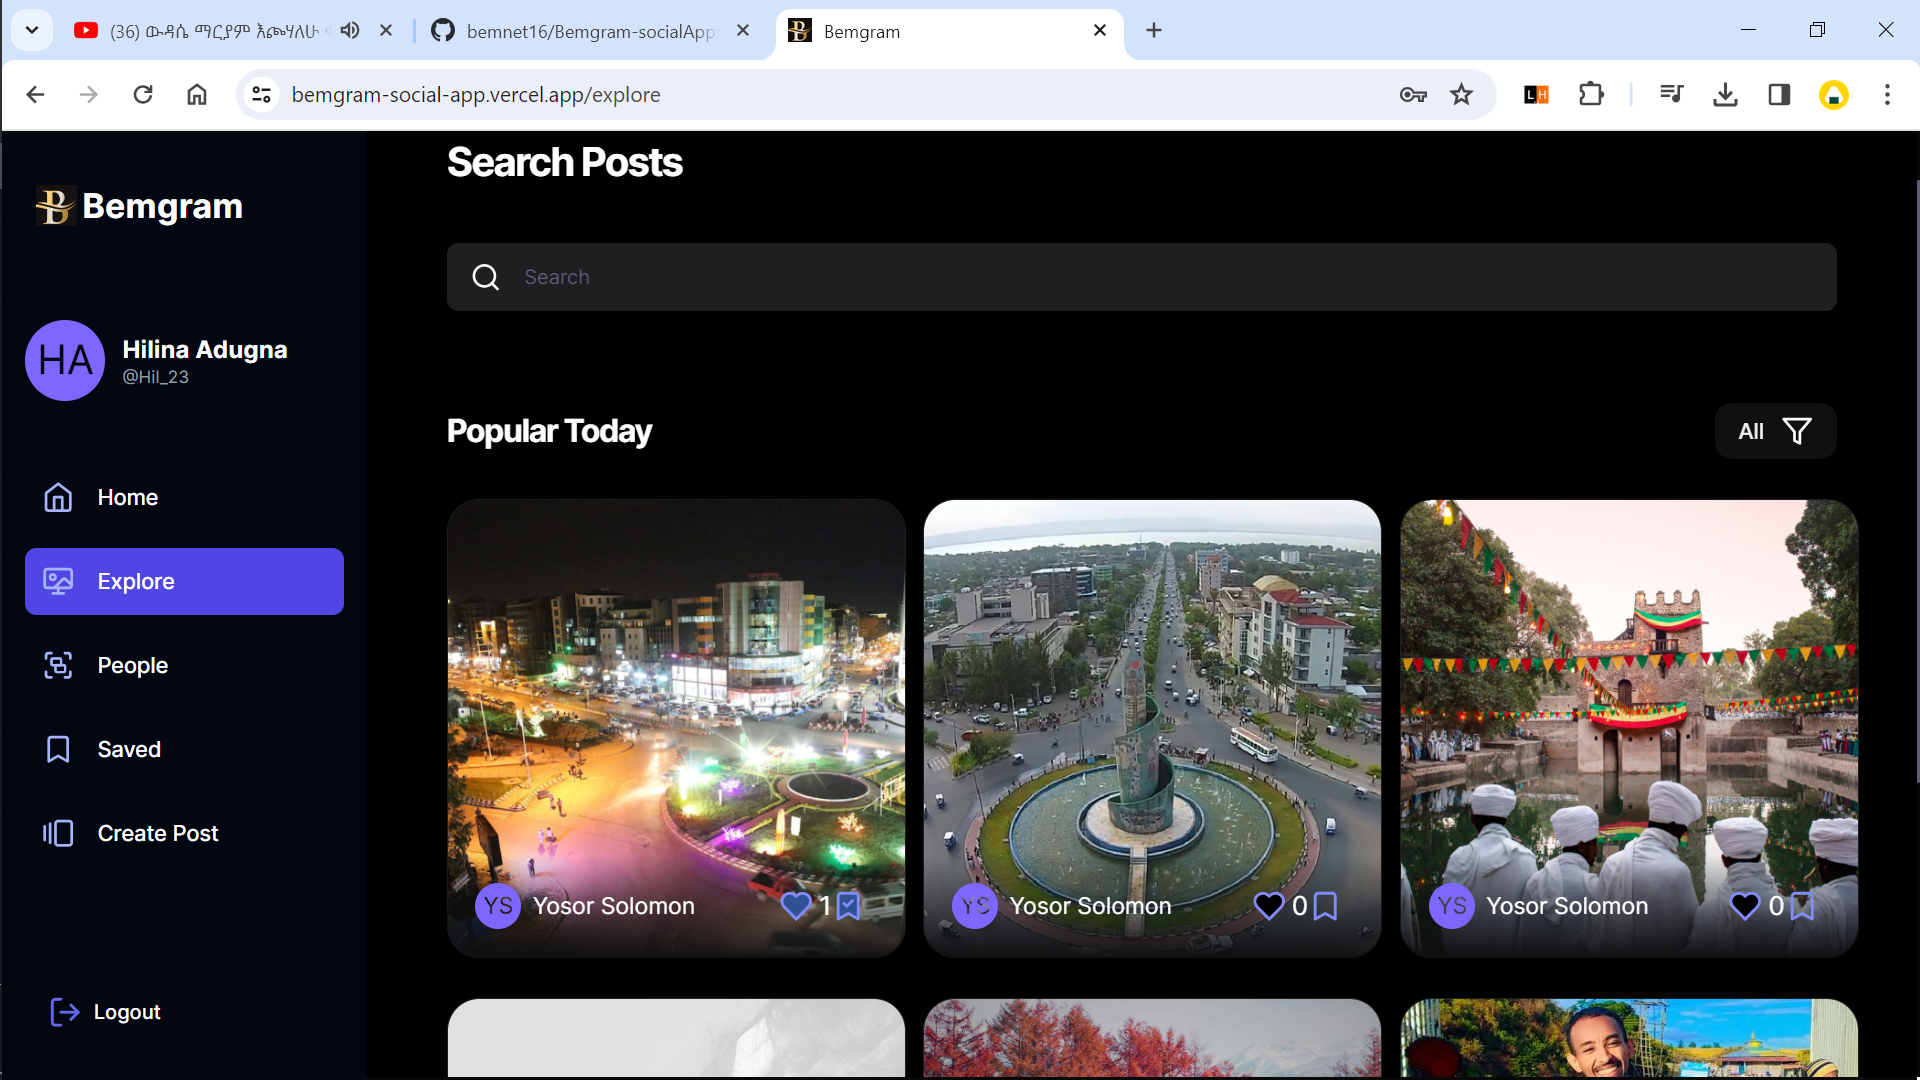 (36) ውዳሴ ማርያም እጮሃለሁ
bemnet16/Bemgram-socialApp
Bemgram
bemgram-social-app.vercel.app/explore
L H
Bemgram
HA
Hilina Adugna
@Hil_23
Home
Explore
People
Saved
Create Post
Logout
Search Posts
Search
Popular Today
All
YS Yosor Solomon 1
YS Yosor Solomon 0
YS Yosor Solomon 0